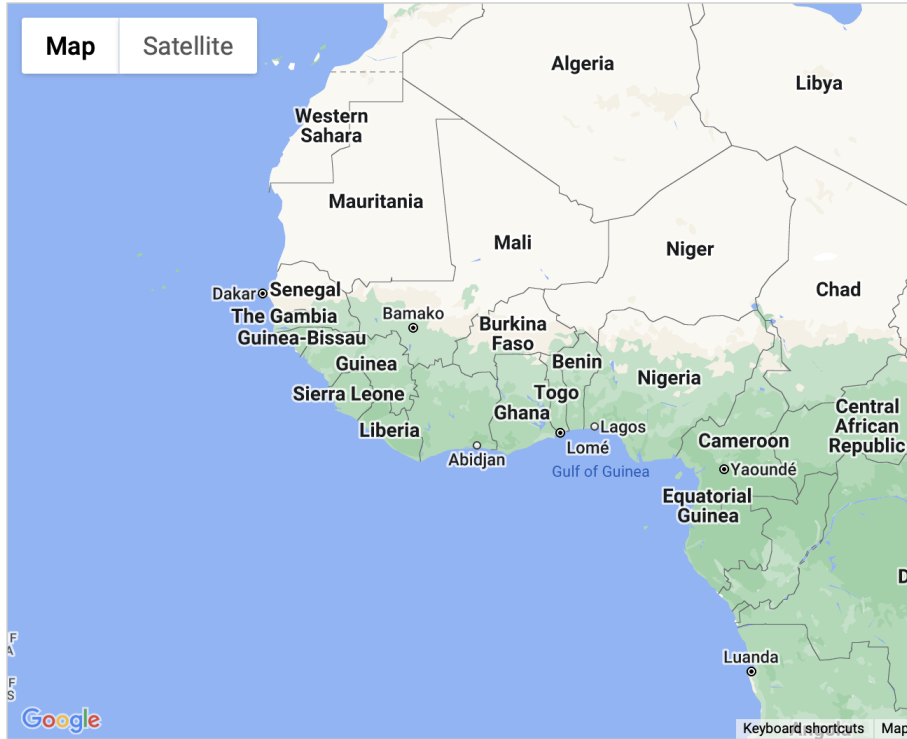 Map
Satellite
Algeria
Libya
Western
Sahara
Mauritania
Mali
Niger
Chad
Dakar
Senegal
The Gambia
Bamako
Guinea-Bissau
Burkina
Faso
Guinea
Benin
Nigeria
Sierra Leone
Togo
Ghana
Central
African
Republic
Liberia
Lagos
Cameroon
Lomé
Abidjan
Gulf of Guinea
Yaoundé
Equatorial
Guinea
D
F
A
F
S
Luanda
Google
Keyboard shortcuts
Map
Angola